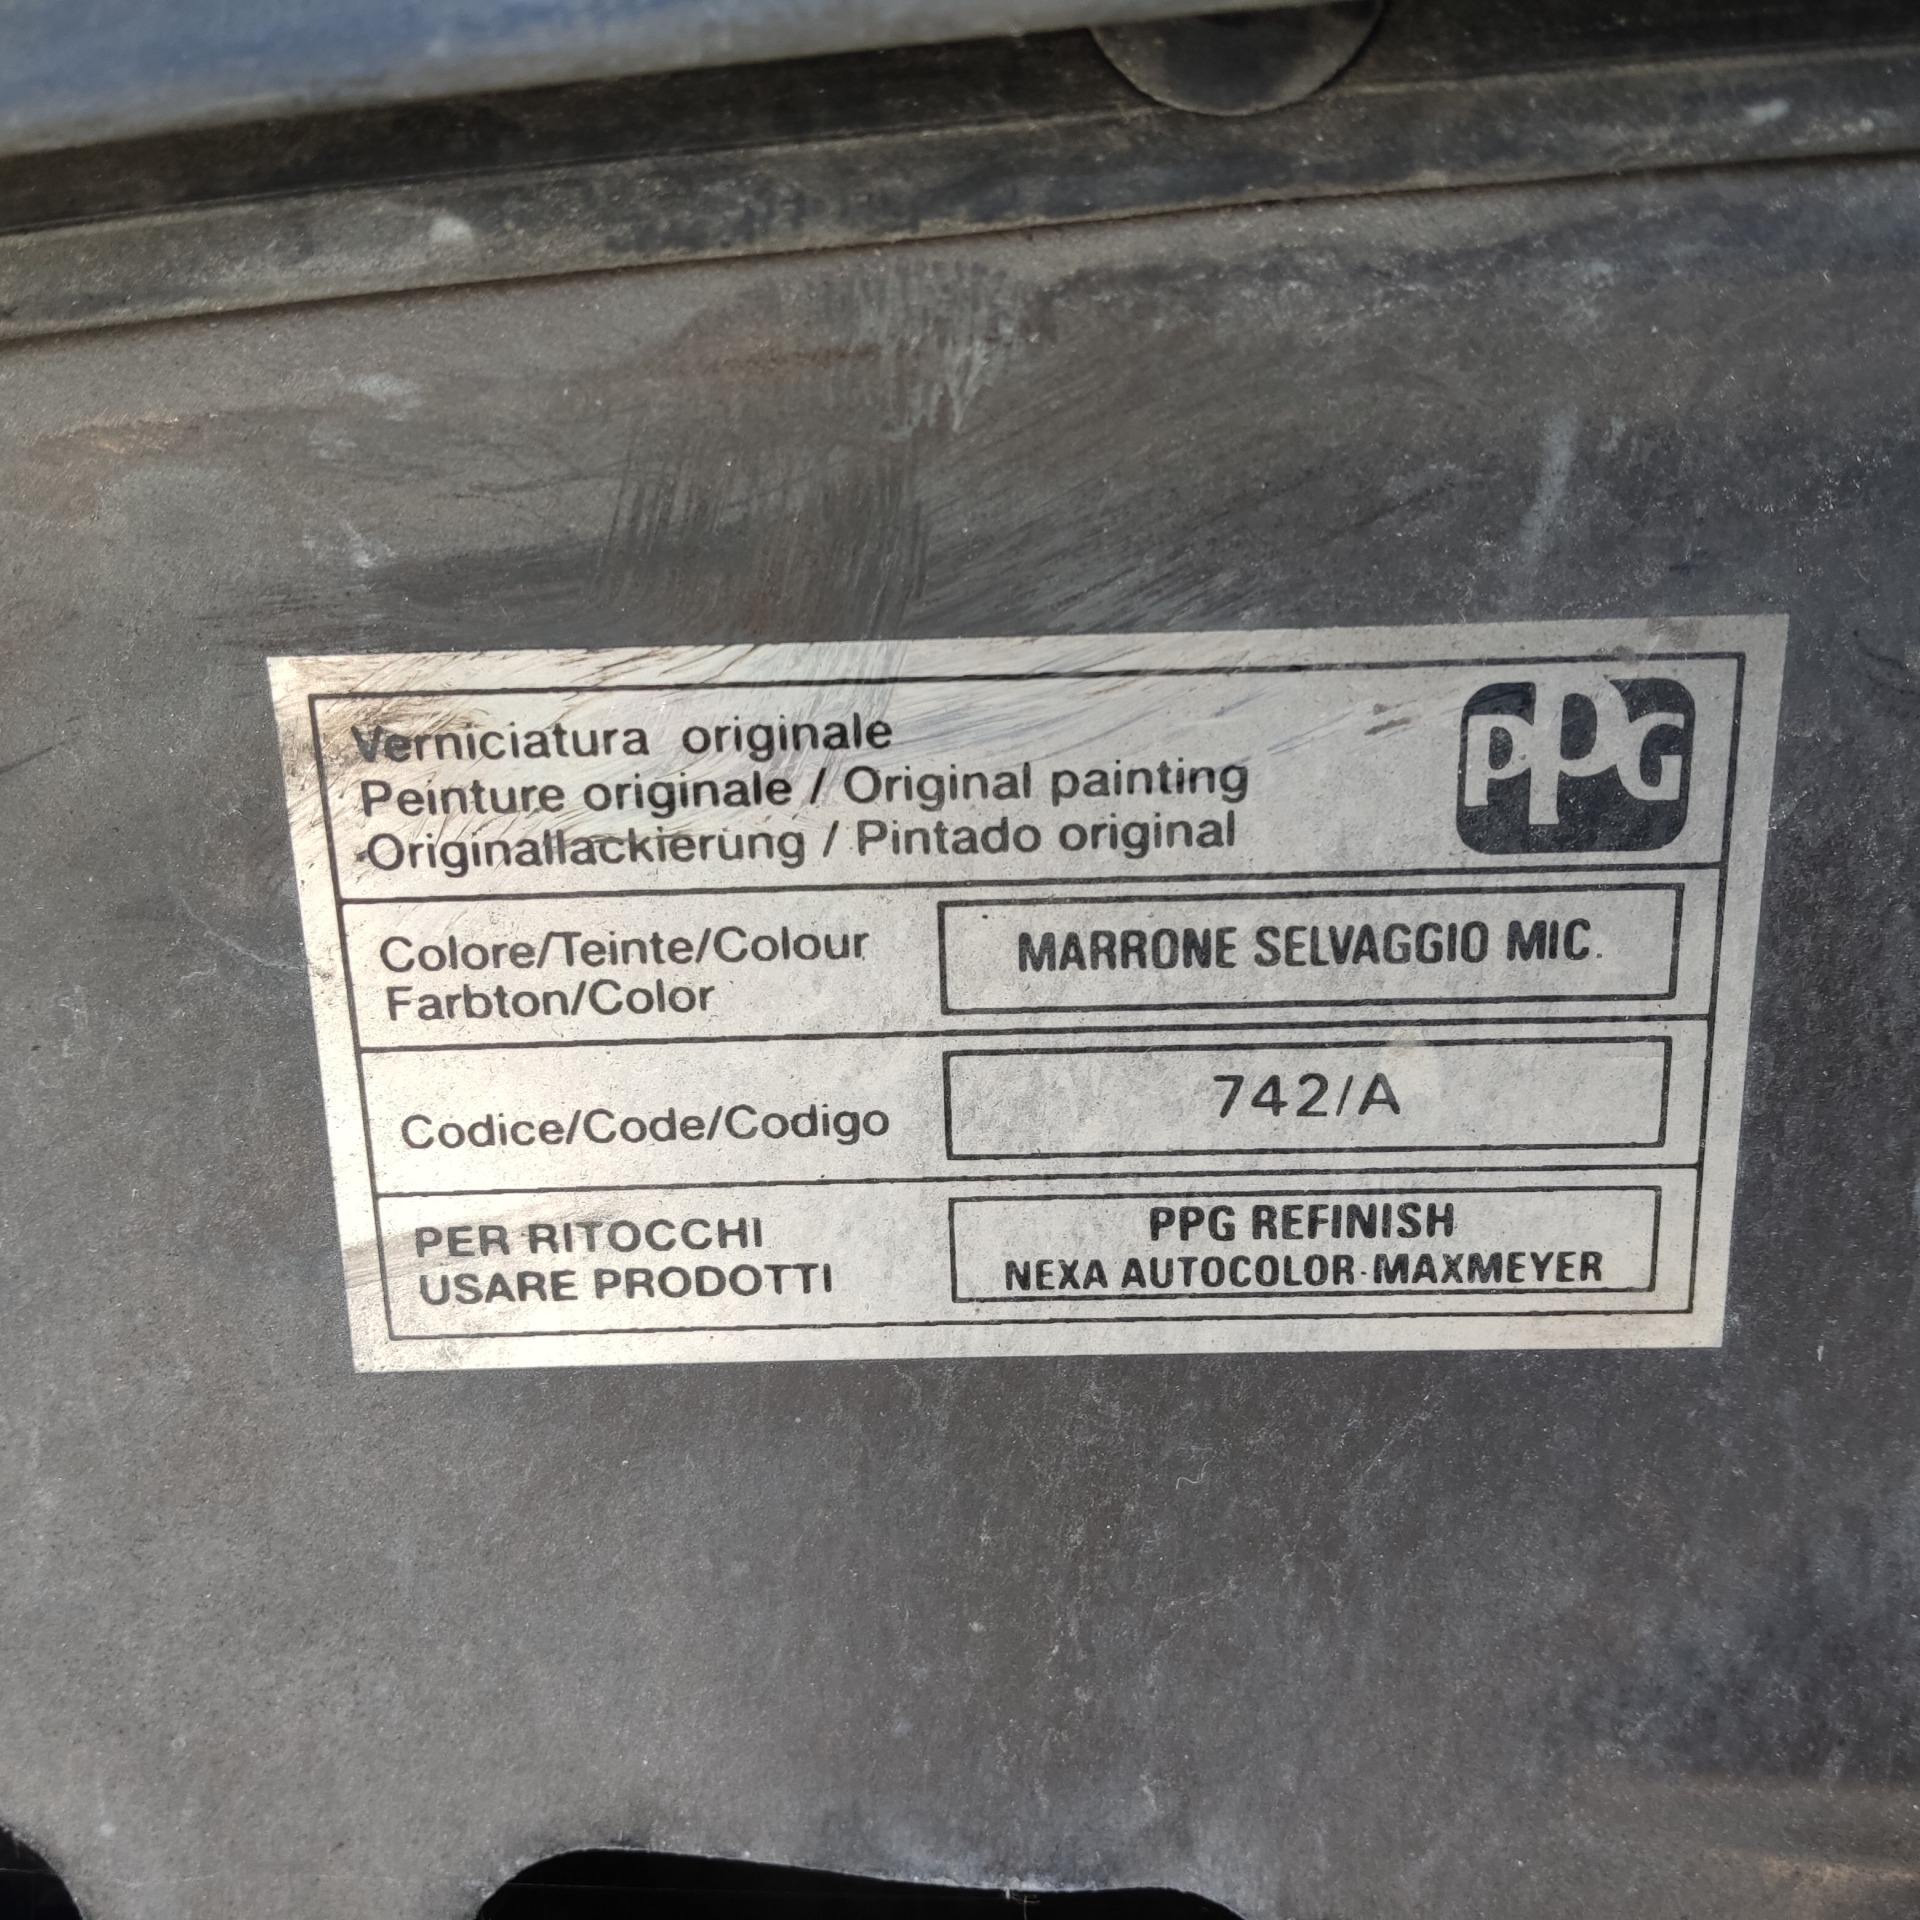 Verniciatura originale
Peinture originale / Original painting
Originallackierung / Pintado original
PPG
Colore/Teinte/Colour
Farbton/Color
MARRONE SELVAGGIO MIC.
Codice/Code/Codigo
742/A
PER RITOCCHI
USARE PRODOTTI
PPG REFINISH
NEXA AUTOCOLOR-MAXMEYER